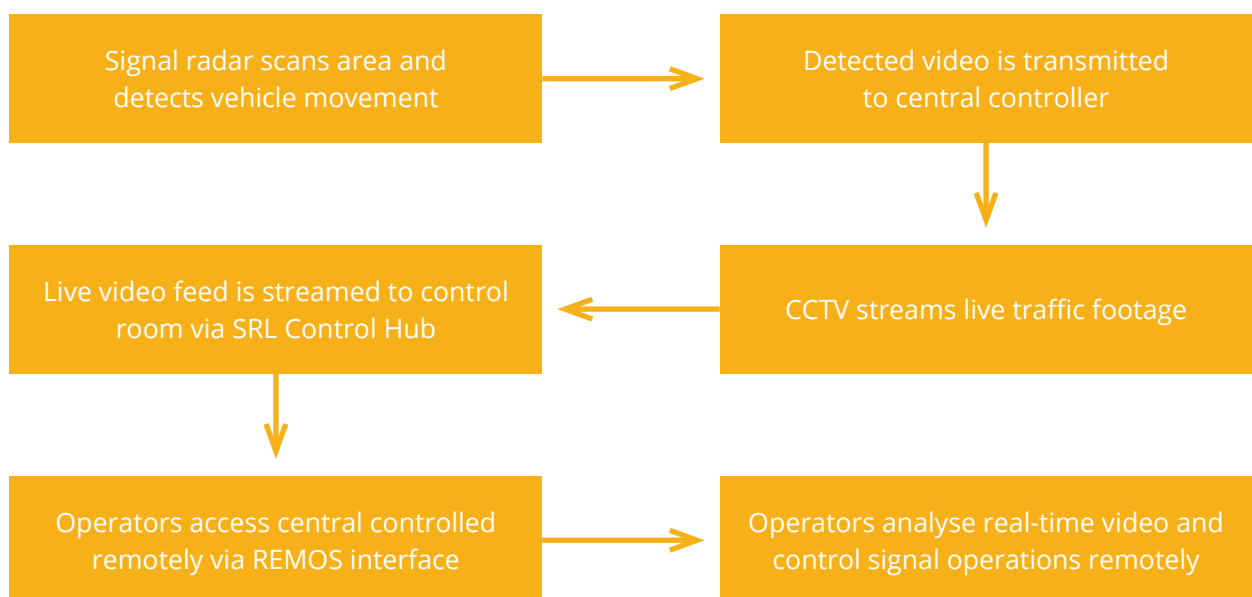 Signal radar scans area and
detects vehicle movement
Detected video is transmitted
to central controller
CCTV streams live traffic footage
Live video feed is streamed to control
room via SRL Control Hub
Operators access central controlled
remotely via REMOS interface
Operators analyse real-time video and
control signal operations remotely